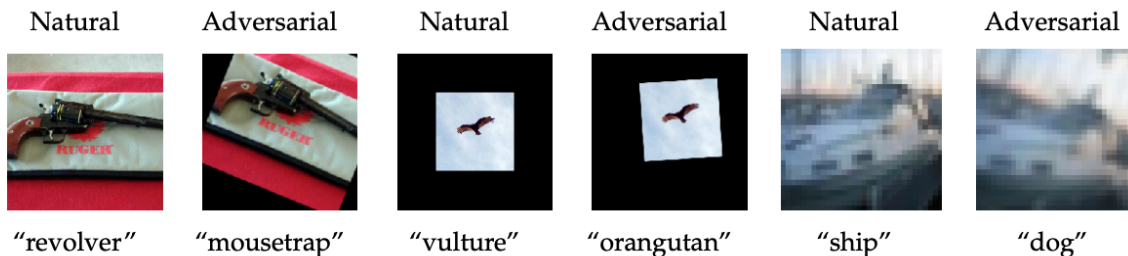 Natural Adversarial Natural Adversarial Natural Adversarial
RUGER
RUGER
“revolver” “mousetrap” “vulture” “orangutan” “ship” “dog”